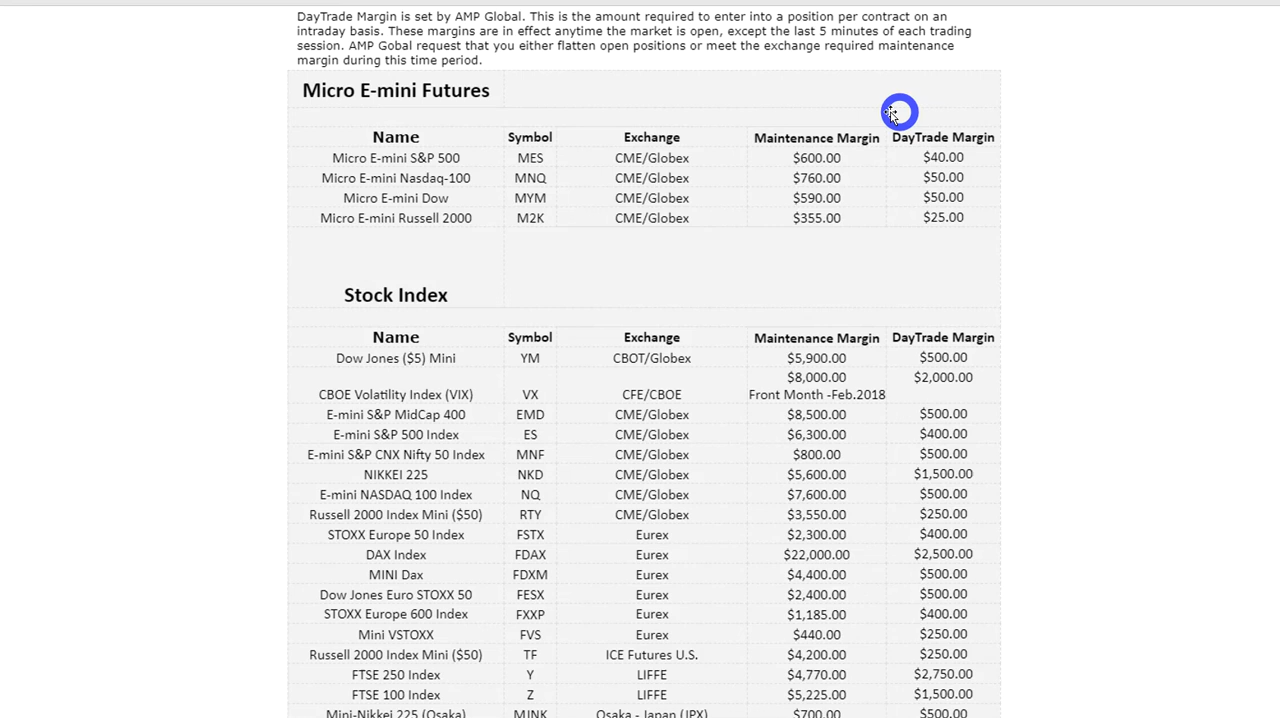 DayTrade Margin is set by AMP Global. This is the amount required to enter into a position per contract on an
intraday basis. These margins are in effect anytime the market is open, except the last 5 minutes of each trading
session. AMP Gobal request that you either flatten open positions or meet the exchange required maintenance
margin during this time period.
Micro E-mini Futures
Name Symbol Exchange Maintenance Margin DayTrade Margin
Micro E-mini S&P 500 MES CME/Globex $600.00 $40.00
Micro E-mini Nasdaq-100 MNQ CME/Globex $760.00 $50.00
Micro E-mini Dow MYM CME/Globex $590.00 $50.00
Micro E-mini Russell 2000 M2K CME/Globex $355.00 $25.00
Stock Index
Name Symbol Exchange Maintenance Margin DayTrade Margin
Dow Jones ($5) Mini YM CBOT/Globex $5,900.00 $500.00
$8,000.00 $2,000.00
CBOE Volatility Index (VIX) VX CFE/CBOE Front Month -Feb.2018
E-mini S&P MidCap 400 EMD CME/Globex $8,500.00 $500.00
E-mini S&P 500 Index ES CME/Globex $6,300.00 $400.00
E-mini S&P CNX Nifty 50 Index MNF CME/Globex $800.00 $500.00
NIKKEI 225 NKD CME/Globex $5,600.00 $1,500.00
E-mini NASDAQ 100 Index NQ CME/Globex $7,600.00 $500.00
Russell 2000 Index Mini ($50) RTY CME/Globex $3,550.00 $250.00
STOXX Europe 50 Index FSTX Eurex $2,300.00 $400.00
DAX Index FDAX Eurex $22,000.00 $2,500.00
MINI Dax FDXM Eurex $4,400.00 $500.00
Dow Jones Euro STOXX 50 FESX Eurex $2,400.00 $500.00
STOXX Europe 600 Index FXXP Eurex $1,185.00 $400.00
Mini VSTOXX FVS Eurex $440.00 $250.00
Russell 2000 Index Mini ($50) TF ICE Futures U.S. $4,200.00 $250.00
FTSE 250 Index Y LIFFE $4,770.00 $2,750.00
FTSE 100 Index Z LIFFE $5,225.00 $1,500.00
Mini-Nikkei 225 (Osaka) MJNK Osaka - Japan (JPX) $700.00 $500.00